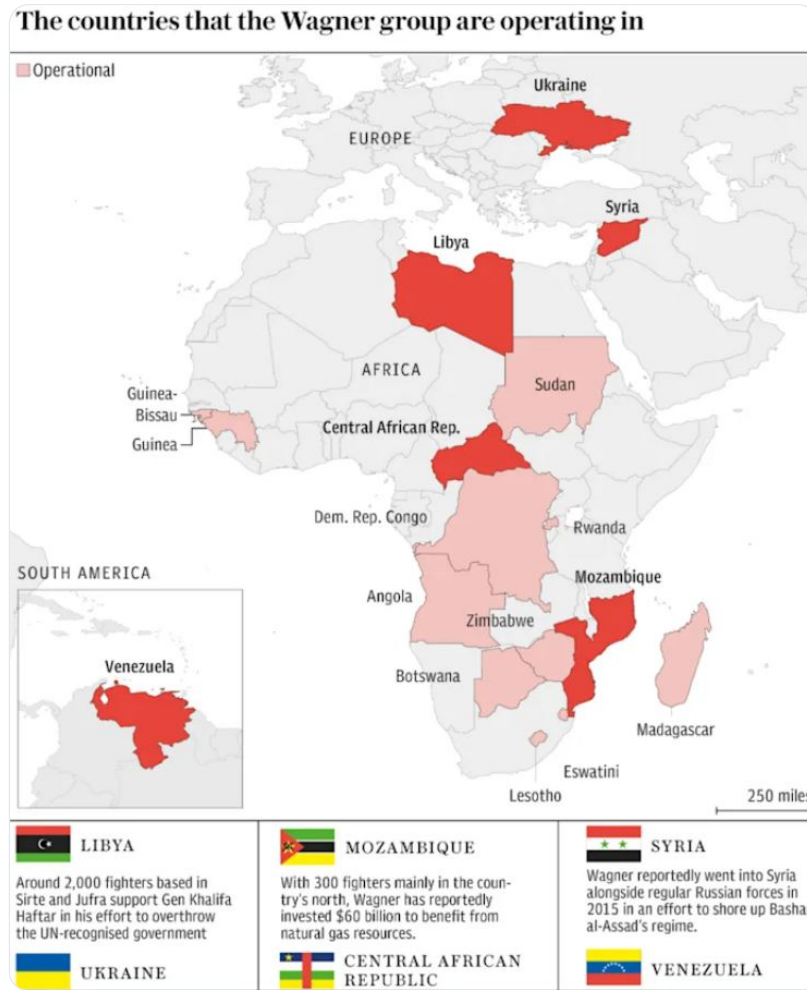 The countries that the Wagner group are operating in
Operational
Ukraine
EUROPE
Syria
Libya
AFRICA
Sudan
Guinea-
Bissau
Guinea
Central African Rep.
Dem. Rep. Congo
Rwanda
SOUTH AMERICA
Mozambique
Angola
Zimbabwe
Venezuela
Botswana
Madagascar
Eswatini
Lesotho
250 miles
LIBYA
Around 2,000 fighters based in
Sirte and Jufra support Gen Khalifa
Haftar in his effort to overthrow
the UN-recognised government
UKRAINE
MOZAMBIQUE
With 300 fighters mainly in the coun-
try's north, Wagner has reportedly
invested $60 billion to benefit from
natural gas resources.
CENTRAL AFRICAN
REPUBLIC
SYRIA
Wagner reportedly went into Syria
alongside regular Russian forces in
2015 in an effort to shore up Basha
al-Assad's regime.
VENEZUELA